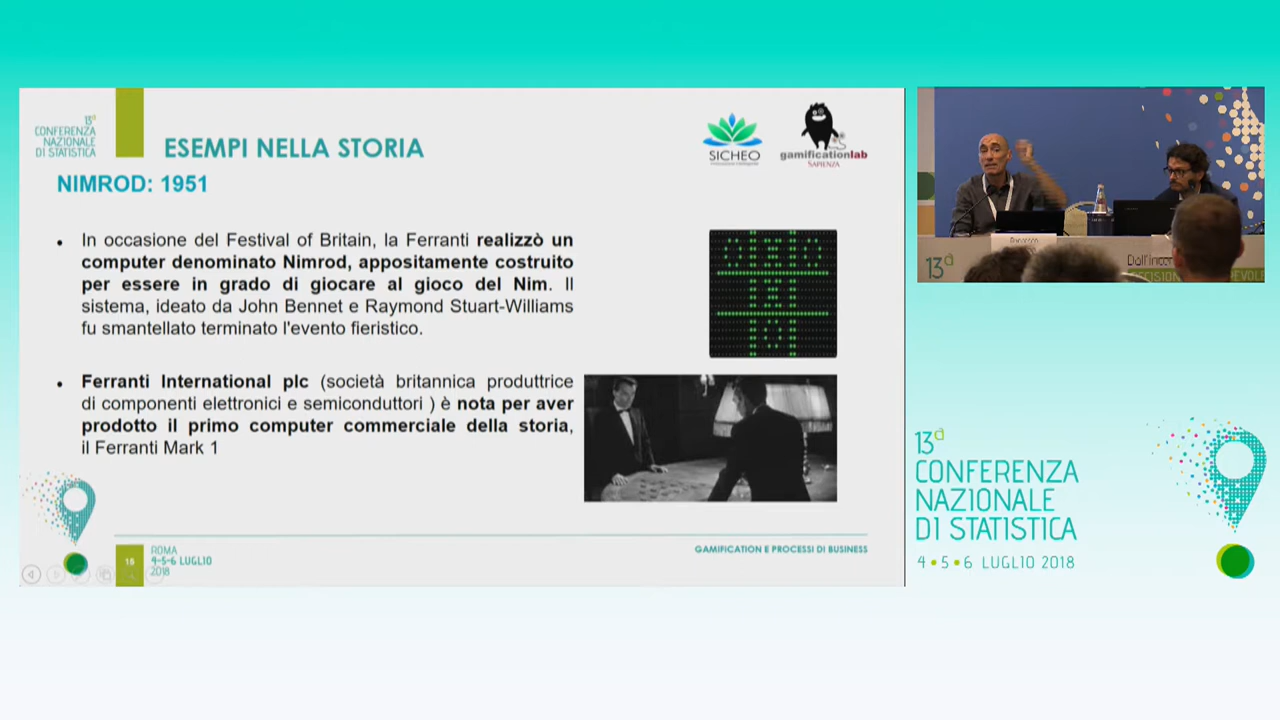 13ª
CONFERENZA
NAZIONALE
DI STATISTICA
ESEMPI NELLA STORIA
SICHEO
gamificationlab
SAPIENZA
NIMROD: 1951
• In occasione del Festival of Britain, la Ferranti realizzò un
computer denominato Nimrod, appositamente costruito
per essere in grado di giocare al gioco del Nim. Il
sistema, ideato da John Bennet e Raymond Stuart-Williams
fu smantellato terminato l'evento fieristico.
• Ferranti International plc (società britannica produttrice
di componenti elettronici e semiconduttori ) è nota per aver
prodotto il primo computer commerciale della storia,
il Ferranti Mark 1
ROMA
4-5-6 LUGLIO
2018
GAMIFICATION E PROCESSI DI BUSINESS
13ª
13ª
CONFERENZA
NAZIONALE
DI STATISTICA
4 • 5 • 6 LUGLIO 2018